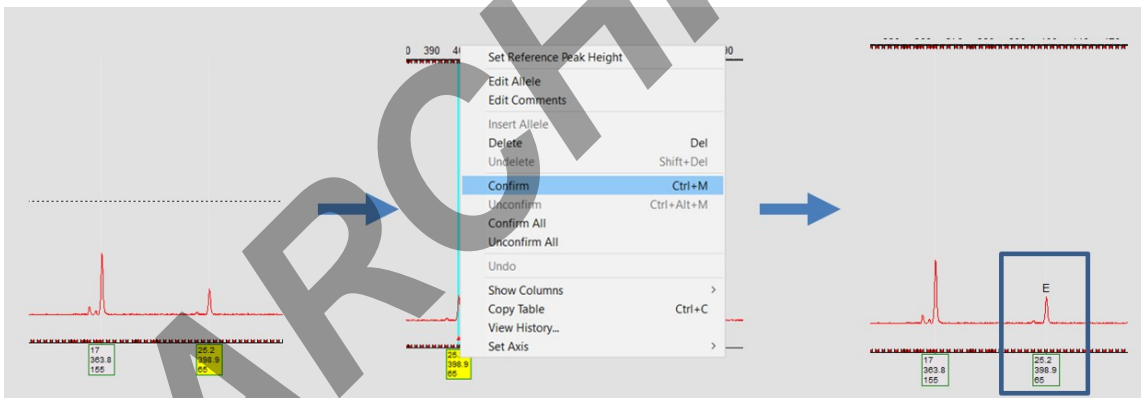 0 390 4
90
Set Reference Peak Height
Edit Allele
Edit Comments
Insert Allele
Delete Del
Undelete Shift+Del
Confirm Ctrl+M
Unconfirm Ctrl+Alt+M
Confirm All
Unconfirm All
Undo
Show Columns >
Copy Table Ctrl+C
View History...
Set Axis >
17
363.8
155
25.2
398.9
65
25.
398.9
65
E
17
363.8
155
25.2
398.9
65
ARCHI